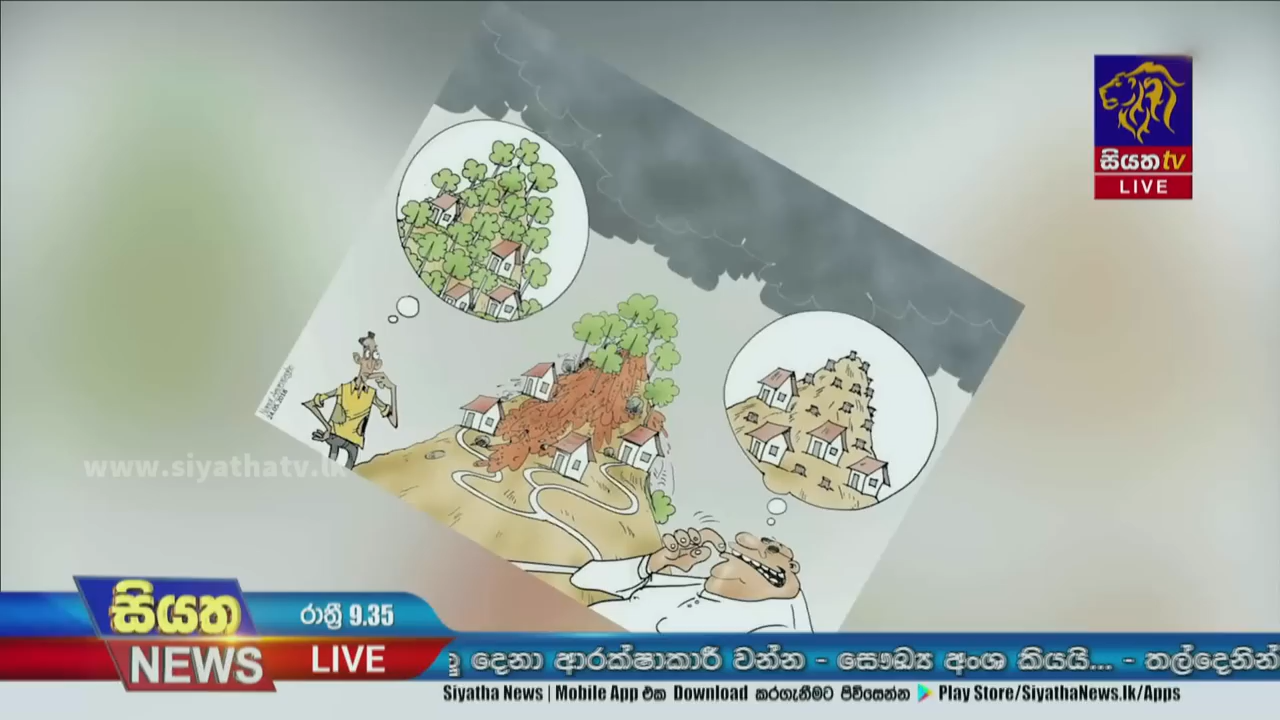 සියත tv
LIVE
www.siyathatv.lk
සියත
NEWS
රාත්‍රී 9.35
LIVE
දෙනා ආරක්ෂාකාරී වන්න - සෞඛ්‍ය අංශ කියයි... - තල්දෙනින්
Siyatha News | Mobile App එක Download කරගැනීමට පිවිසෙන්න Play Store/SiyathaNews.lk/Apps